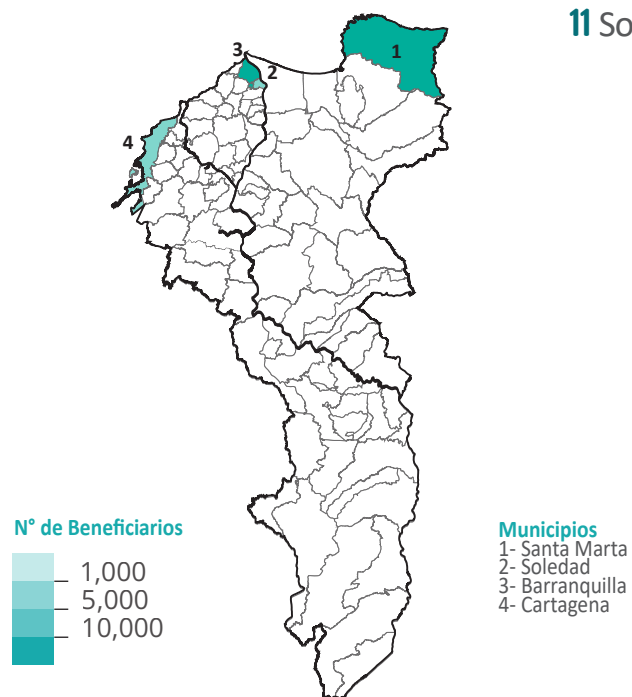 11 So
1
3
2
4
N° de Beneficiarios
1,000
5,000
10,000
Municipios
1- Santa Marta
2- Soledad
3- Barranquilla
4- Cartagena